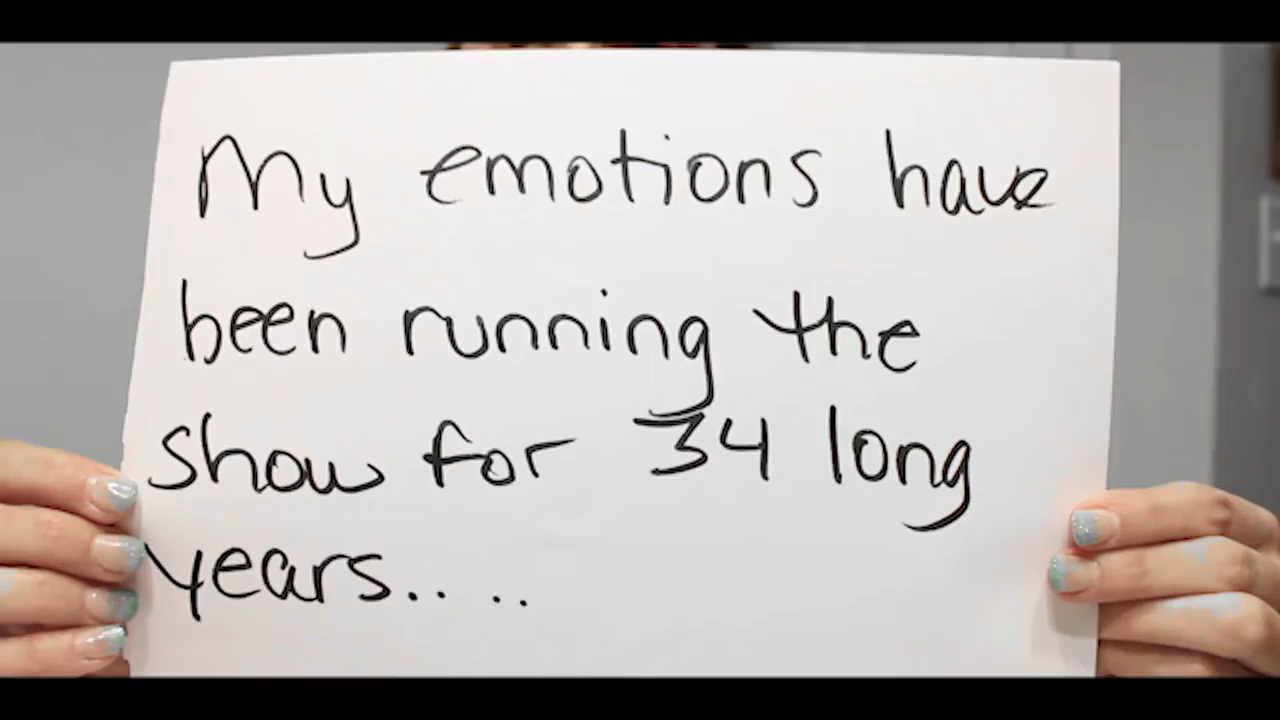 My emotions have
been running the
show for 34 long
years.. ..